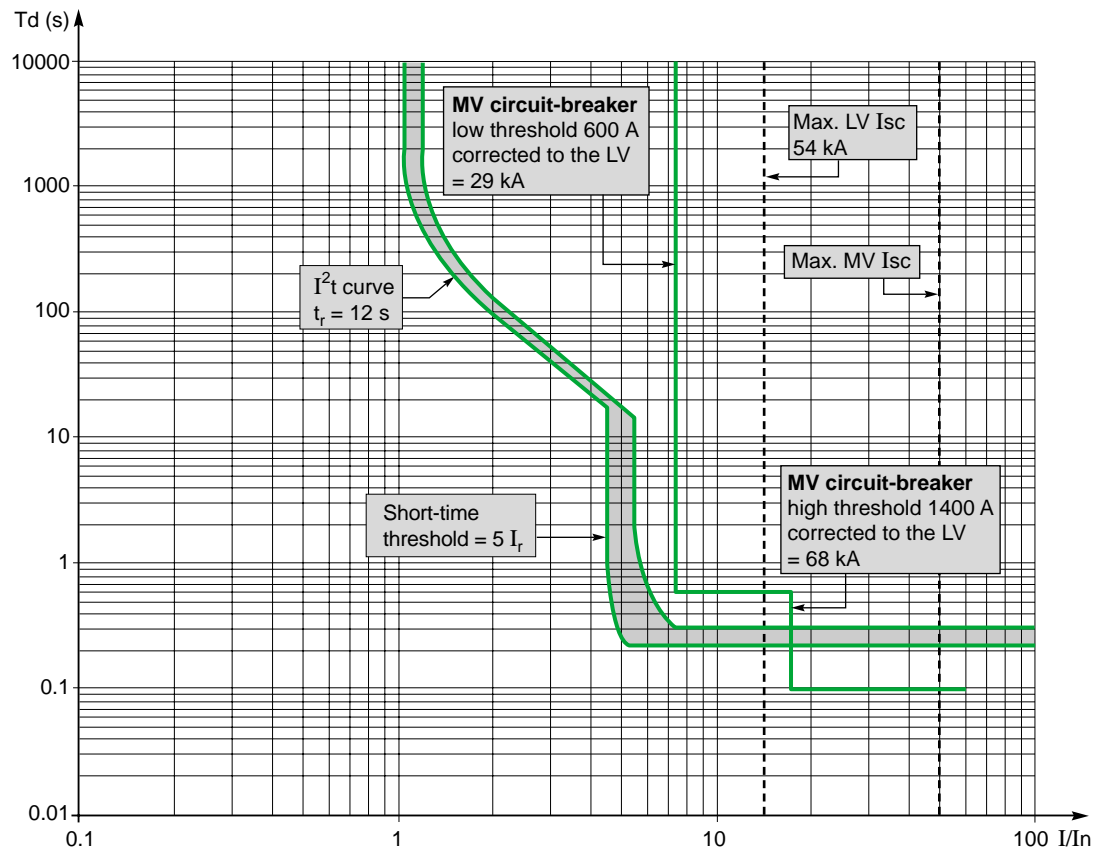 Td (s)
10000
1000
100
10
1
0.1
0.01
0.1
1
10
100
I/In
MV circuit-breaker
low threshold 600 A
corrected to the LV
= 29 kA
Max. LV Isc
54 kA
Max. MV Isc
I²t curve
tr = 12 s
MV circuit-breaker
high threshold 1400 A
corrected to the LV
= 68 kA
Short-time
threshold = 5 Ir